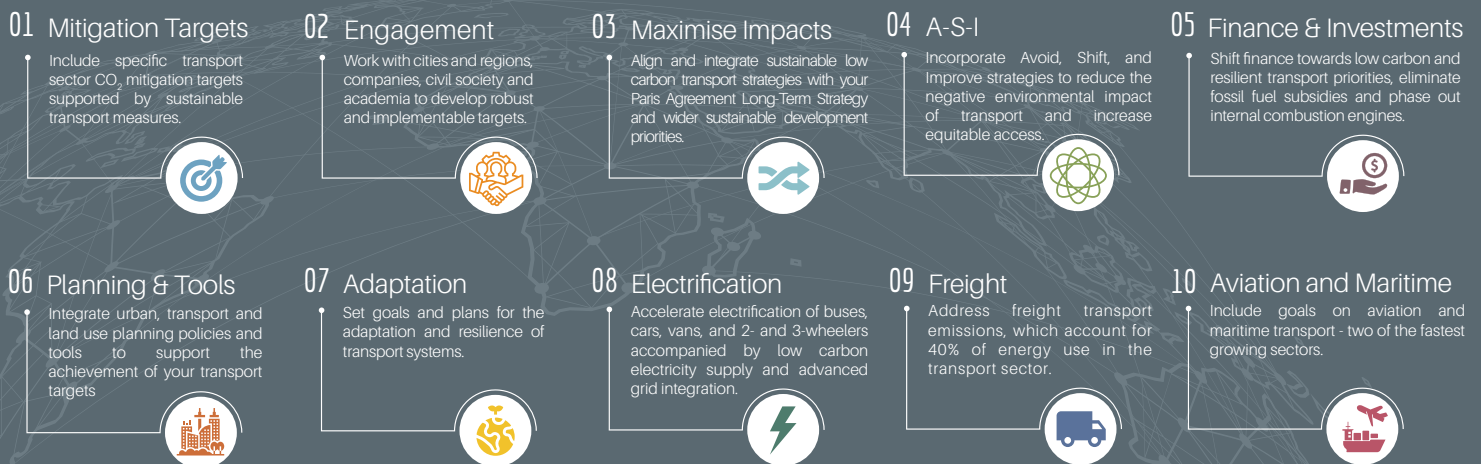 01 Mitigation Targets
Include specific transport
sector CO₂ mitigation targets
supported by sustainable
transport measures.
02 Engagement
Work with cities and regions,
companies, civil society and
academia to develop robust
and implementable targets.
03 Maximise Impacts
Align and integrate sustainable low
carbon transport strategies with your
Paris Agreement Long-Term Strategy
and wider sustainable development
priorities.
04 A-S-I
Incorporate Avoid, Shift, and
Improve strategies to reduce the
negative environmental impact
of transport and increase
equitable access.
05 Finance & Investments
Shift finance towards low carbon and
resilient transport priorities, eliminate
fossil fuel subsidies and phase out
internal combustion engines.
06 Planning & Tools
Integrate urban, transport and
land use planning policies and
tools to support the
achievement of your transport
targets
07 Adaptation
Set goals and plans for the
adaptation and resilience of
transport systems.
08 Electrification
Accelerate electrification of buses,
cars, vans, and 2- and 3-wheelers
accompanied by low carbon
electricity supply and advanced
grid integration.
09 Freight
Address freight transport
emissions, which account for
40% of energy use in the
transport sector.
10 Aviation and Maritime
Include goals on aviation and
maritime transport - two of the fastest
growing sectors.
$